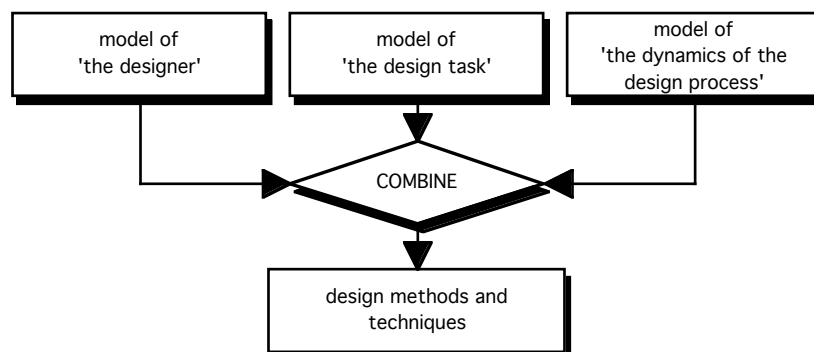 model of
'the designer'
model of
'the design task'
model of
'the dynamics of the
design process'
COMBINE
design methods and
techniques